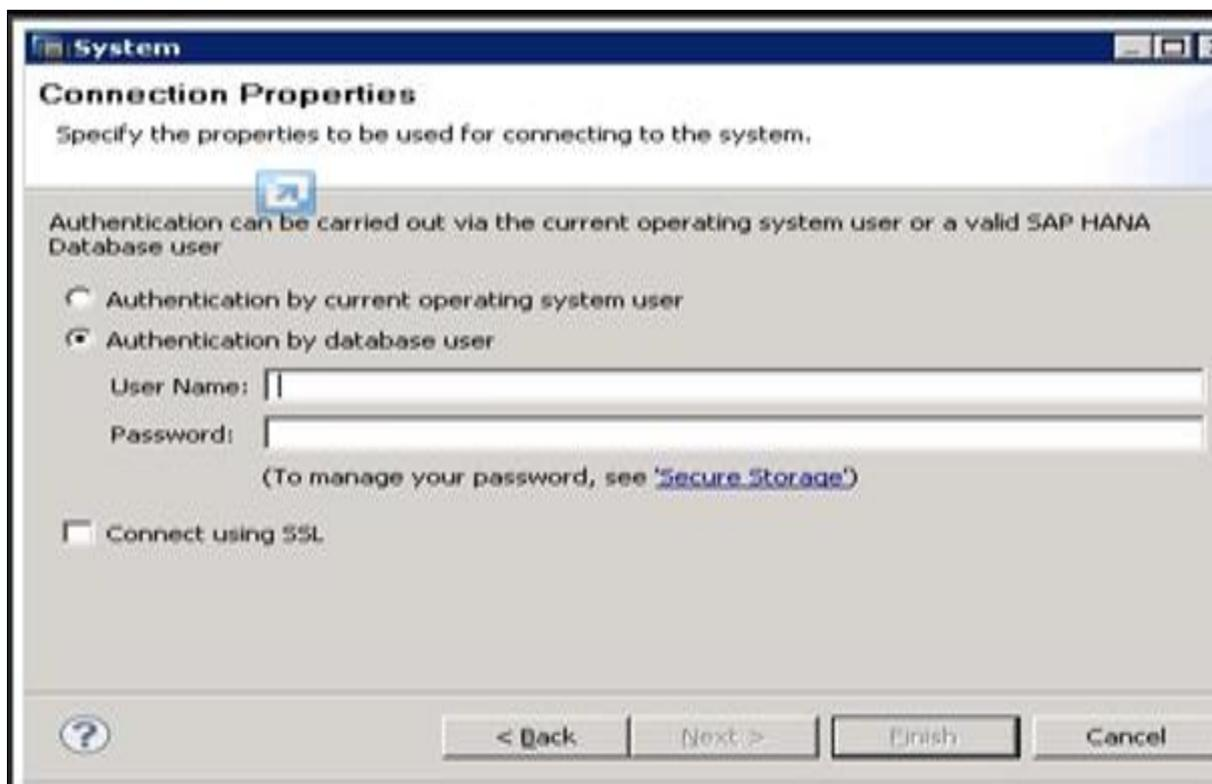 System
Connection Properties
Specify the properties to be used for connecting to the system.
Authentication can be carried out via the current operating system user or a valid SAP HANA
Database user
Authentication by current operating system user
Authentication by database user
User Name:
Password:
(To manage your password, see 'Secure Storage')
Connect using SSL
? < Back Next > Finish Cancel